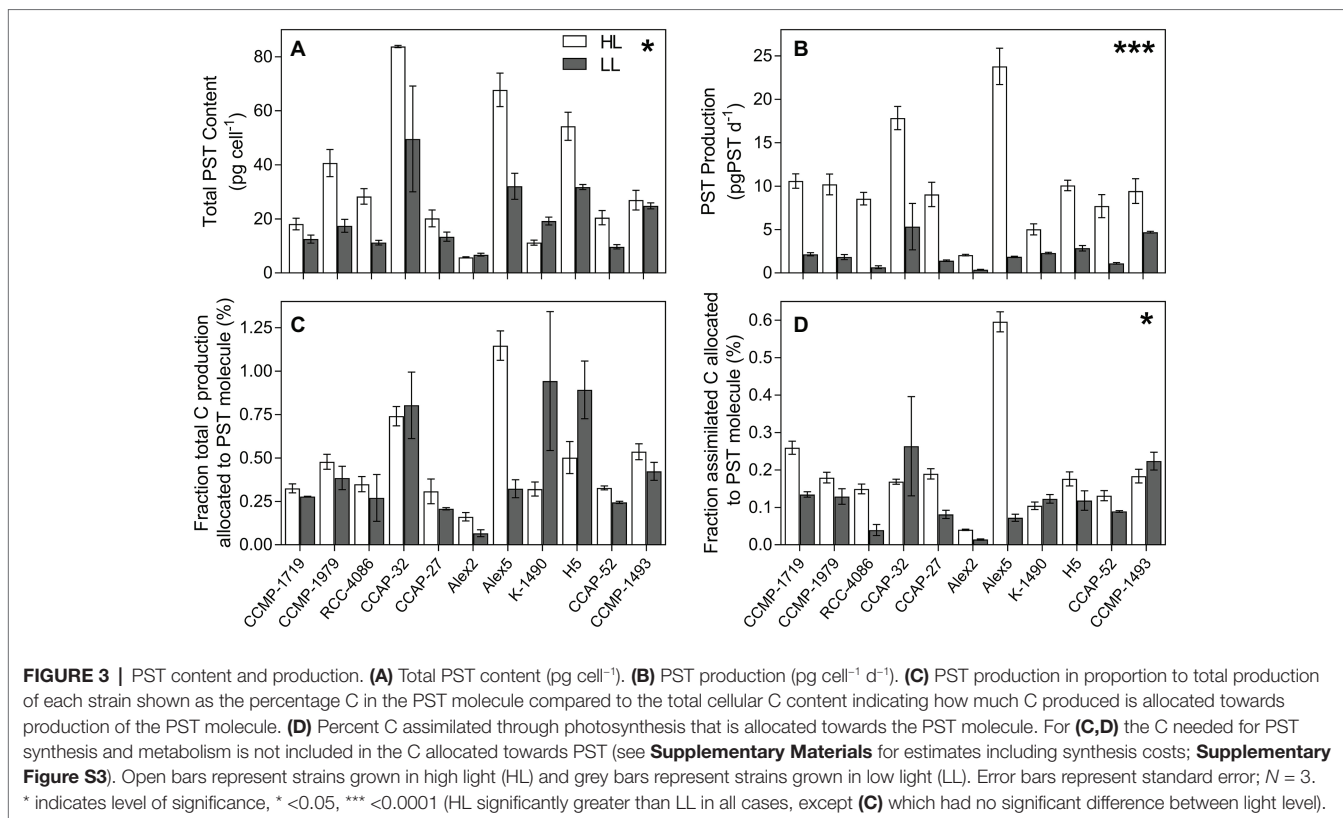 A
HL
LL
*
Total PST Content
(pg cell⁻¹)
80
60
40
20
0
B
***
PST Production
(pgPST d⁻¹)
25
20
15
10
5
0
C
Fraction total C production
allocated to PST molecule (%)
1.25
1.00
0.75
0.50
0.25
0.00
CCMP-1719
CCMP-1979
RCC-4086
CCAP-32
CCAP-27
Alex2
Alex5
K-1490
H5
CCAP-52
CCMP-1493
D
*
Fraction assimilated C allocated
to PST molecule (%)
0.6
0.5
0.4
0.3
0.2
0.1
0.0
CCMP-1719
CCMP-1979
RCC-4086
CCAP-32
CCAP-27
Alex2
Alex5
K-1490
H5
CCAP-52
CCMP-1493
FIGURE 3 | PST content and production. (A) Total PST content (pg cell⁻¹). (B) PST production (pg cell⁻¹ d⁻¹). (C) PST production in proportion to total production
of each strain shown as the percentage C in the PST molecule compared to the total cellular C content indicating how much C produced is allocated towards
production of the PST molecule. (D) Percent C assimilated through photosynthesis that is allocated towards the PST molecule. For (C,D) the C needed for PST
synthesis and metabolism is not included in the C allocated towards PST (see Supplementary Materials for estimates including synthesis costs; Supplementary
Figure S3). Open bars represent strains grown in high light (HL) and grey bars represent strains grown in low light (LL). Error bars represent standard error; N = 3.
* indicates level of significance, * <0.05, *** <0.0001 (HL significantly greater than LL in all cases, except (C) which had no significant difference between light level).